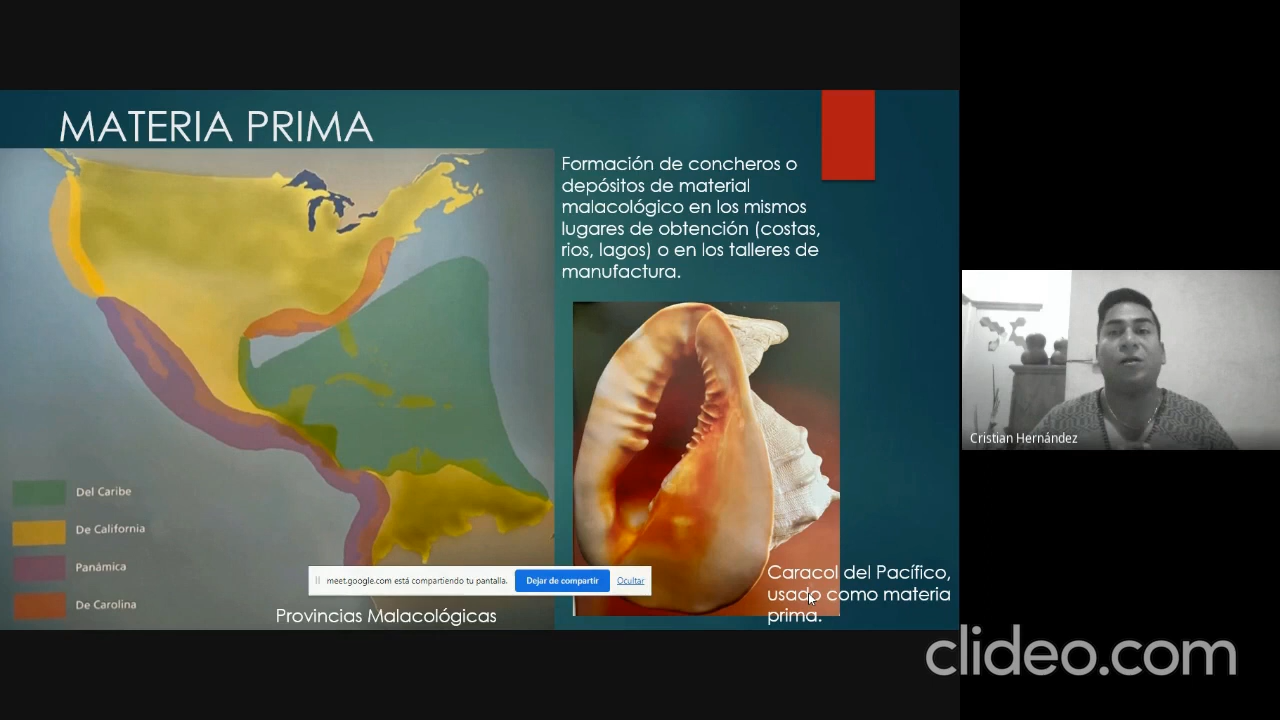 MATERIA PRIMA
Formación de concheros o
depósitos de material
malacológico en los mismos
lugares de obtención (costas,
rios, lagos) o en los talleres de
manufactura.
Del Caribe
De California
Panámica
De Carolina
Provincias Malacológicas
meet.google.com está compartiendo tu pantalla.
Dejar de compartir
Ocultar
Caracol del Pacífico,
usado como materia
prima.
Cristian Hernández
clideo.com